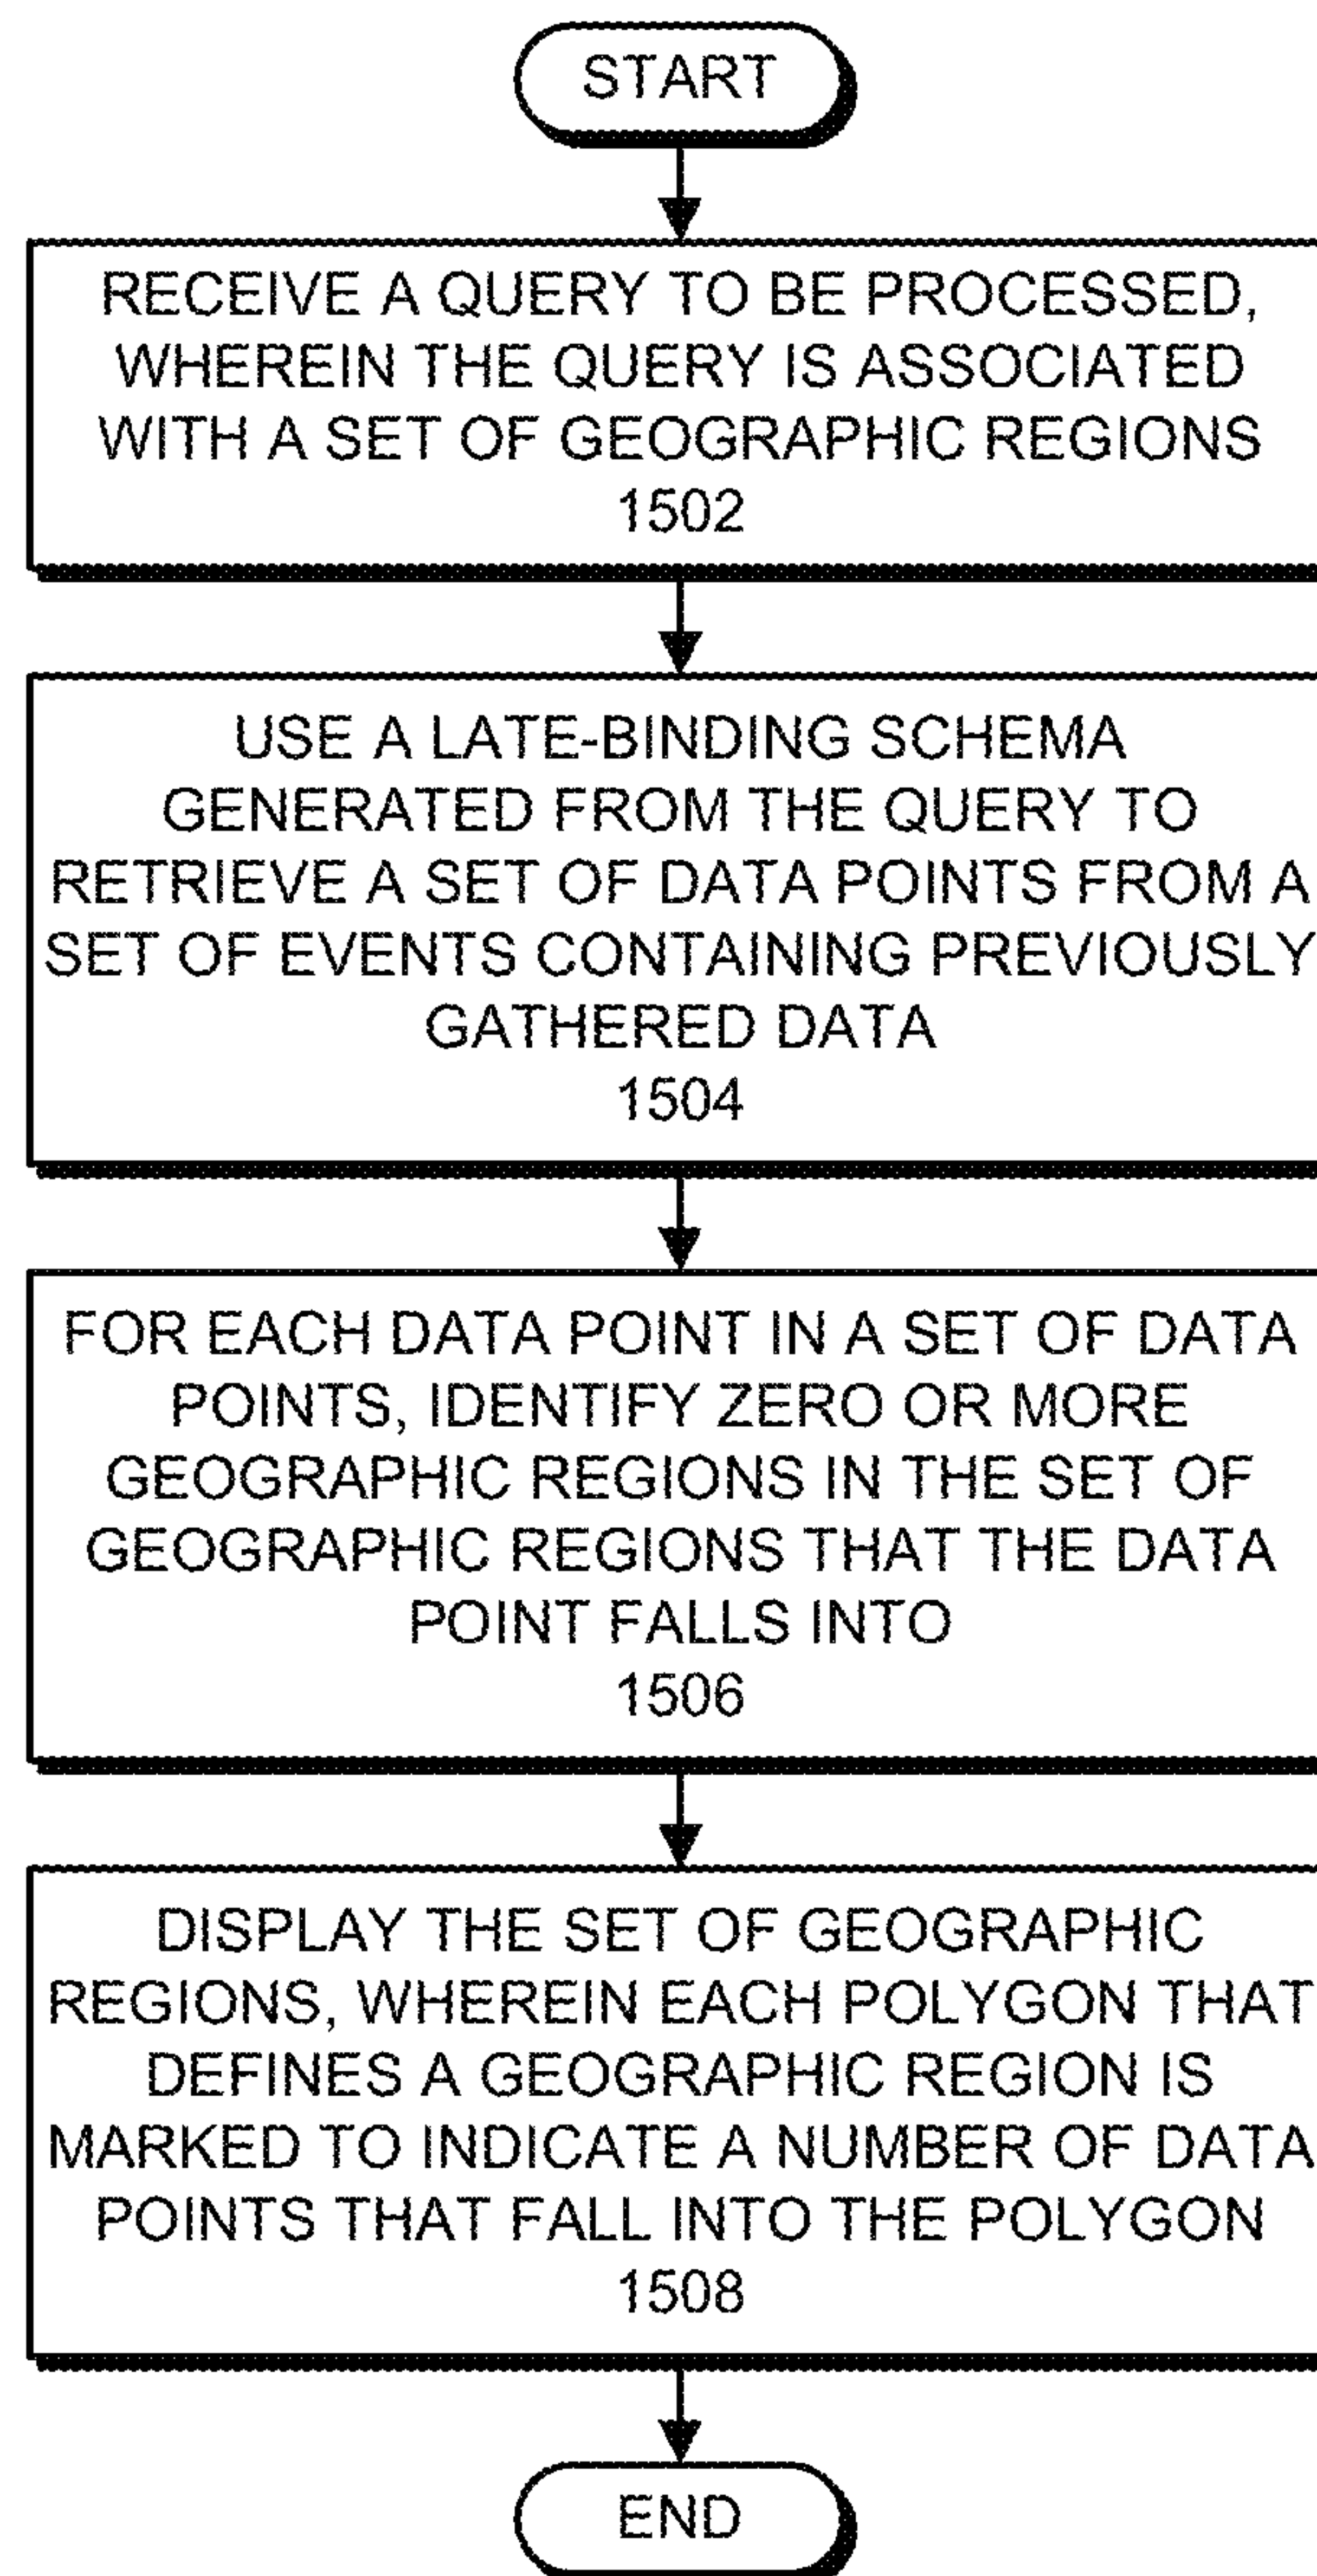 START
RECEIVE A QUERY TO BE PROCESSED,
WHEREIN THE QUERY IS ASSOCIATED
WITH A SET OF GEOGRAPHIC REGIONS
1502
USE A LATE-BINDING SCHEMA
GENERATED FROM THE QUERY TO
RETRIEVE A SET OF DATA POINTS FROM A
SET OF EVENTS CONTAINING PREVIOUSLY
GATHERED DATA
1504
FOR EACH DATA POINT IN A SET OF DATA
POINTS, IDENTIFY ZERO OR MORE
GEOGRAPHIC REGIONS IN THE SET OF
GEOGRAPHIC REGIONS THAT THE DATA
POINT FALLS INTO
1506
DISPLAY THE SET OF GEOGRAPHIC
REGIONS, WHEREIN EACH POLYGON THAT
DEFINES A GEOGRAPHIC REGION IS
MARKED TO INDICATE A NUMBER OF DATA
POINTS THAT FALL INTO THE POLYGON
1508
END